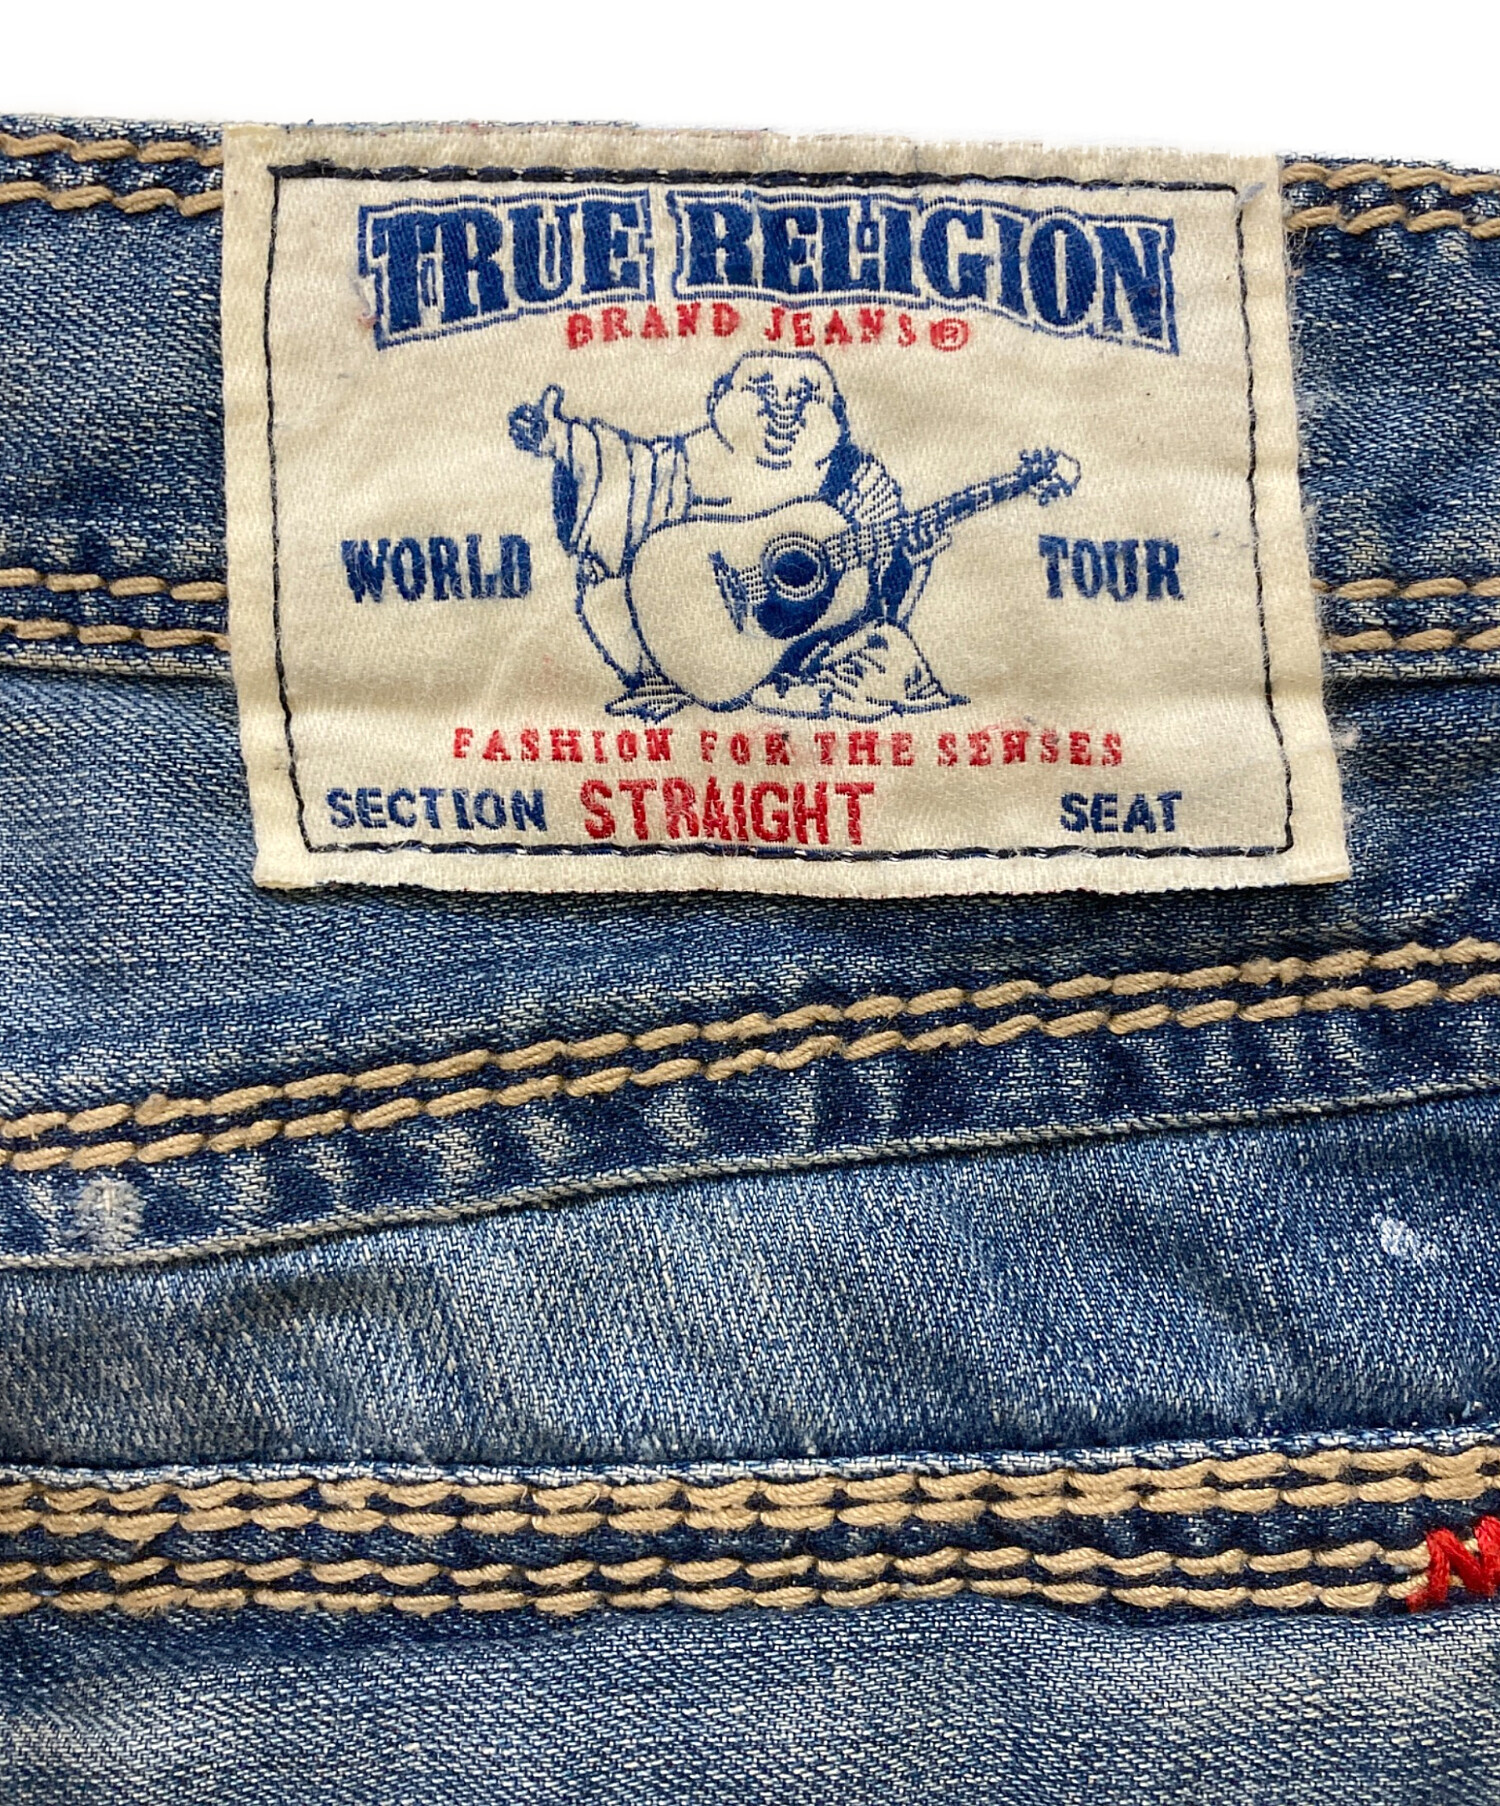 TRUE RELIGION
BRAND JEANS®
WORLD TOUR
FASHION FOR THE SENSES
SECTION STRAIGHT SEAT